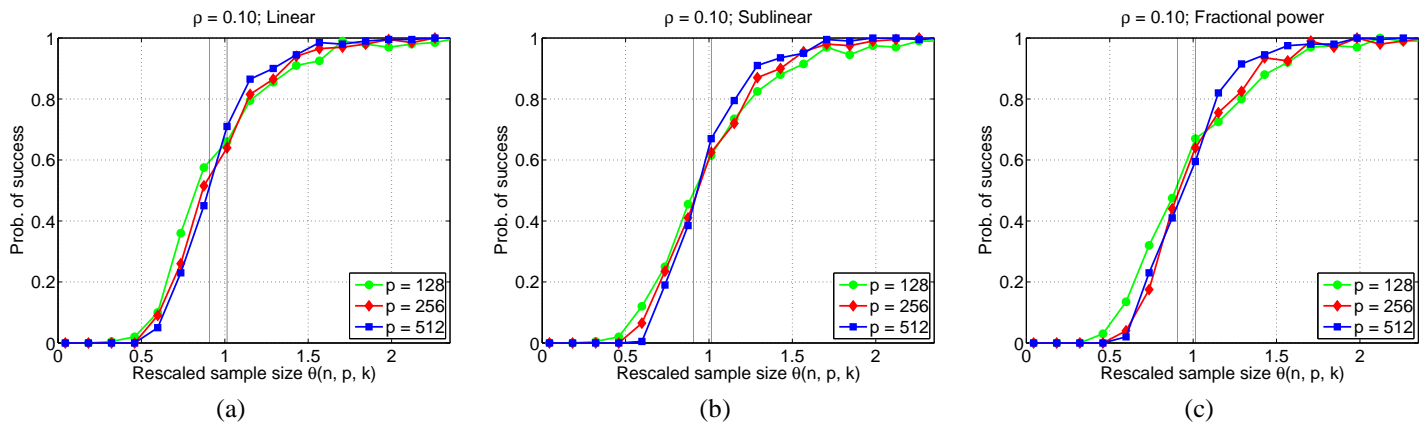 ρ = 0.10; Linear
1
0.8
0.6
0.4
0.2
0
Prob. of success
0
0.5
1
1.5
2
Rescaled sample size θ(n, p, k)
p = 128
p = 256
p = 512
(a)
ρ = 0.10; Sublinear
1
0.8
0.6
0.4
0.2
0
Prob. of success
0
0.5
1
1.5
2
Rescaled sample size θ(n, p, k)
p = 128
p = 256
p = 512
(b)
ρ = 0.10; Fractional power
1
0.8
0.6
0.4
0.2
0
Prob. of success
0
0.5
1
1.5
2
Rescaled sample size θ(n, p, k)
p = 128
p = 256
p = 512
(c)